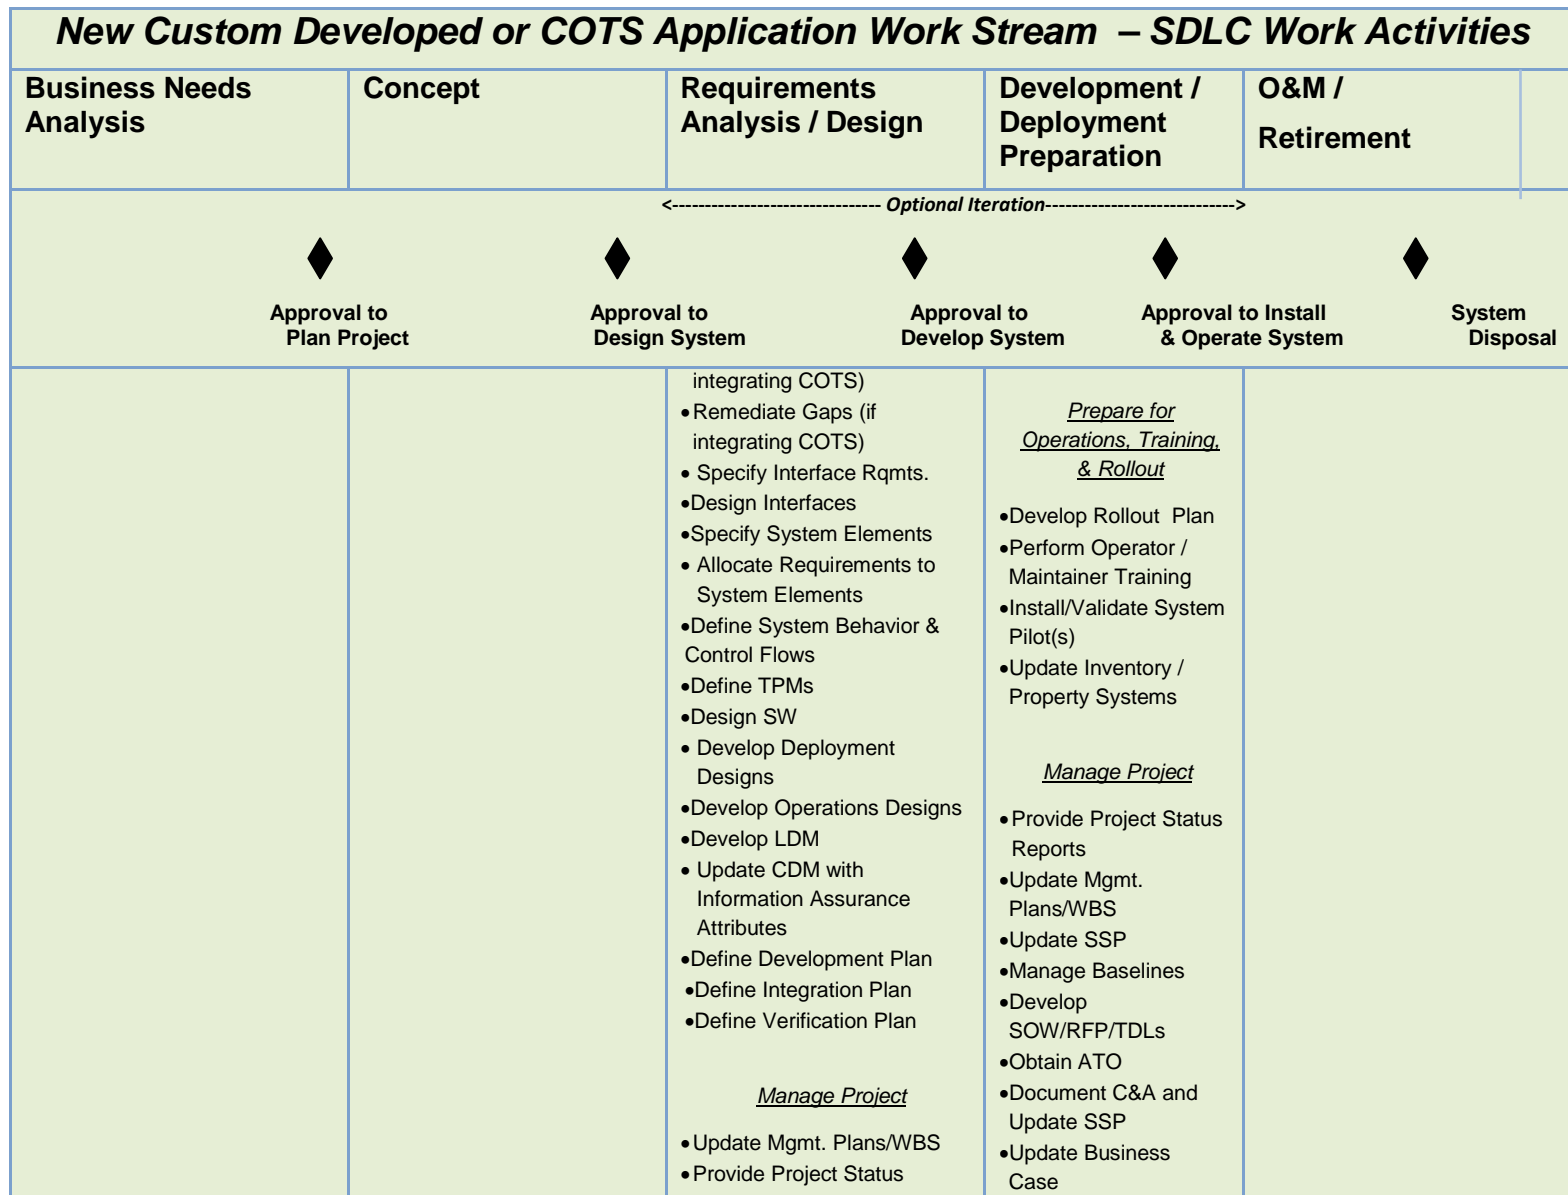 New Custom Developed or COTS Application Work Stream – SDLC Work Activities
Business Needs
Analysis
Concept
Requirements
Analysis / Design
Development /
Deployment
Preparation
O&M /
Retirement
<-------------------------------- Optional Iteration----------------------------->
Approval to
Plan Project
Approval to
Design System
Approval to
Develop System
Approval to Install
& Operate System
System
Disposal
integrating COTS)
•Remediate Gaps (if
integrating COTS)
• Specify Interface Rqmts.
•Design Interfaces
•Specify System Elements
• Allocate Requirements to
System Elements
•Define System Behavior &
Control Flows
•Define TPMs
•Design SW
• Develop Deployment
Designs
•Develop Operations Designs
•Develop LDM
• Update CDM with
Information Assurance
Attributes
•Define Development Plan
•Define Integration Plan
•Define Verification Plan
Manage Project
•Update Mgmt. Plans/WBS
•Provide Project Status
Prepare for
Operations, Training,
& Rollout
•Develop Rollout  Plan
•Perform Operator /
Maintainer Training
•Install/Validate System
Pilot(s)
•Update Inventory /
Property Systems
Manage Project
•Provide Project Status
Reports
•Update Mgmt.
Plans/WBS
•Update SSP
•Manage Baselines
•Develop
SOW/RFP/TDLs
•Obtain ATO
•Document C&A and
Update SSP
•Update Business
Case